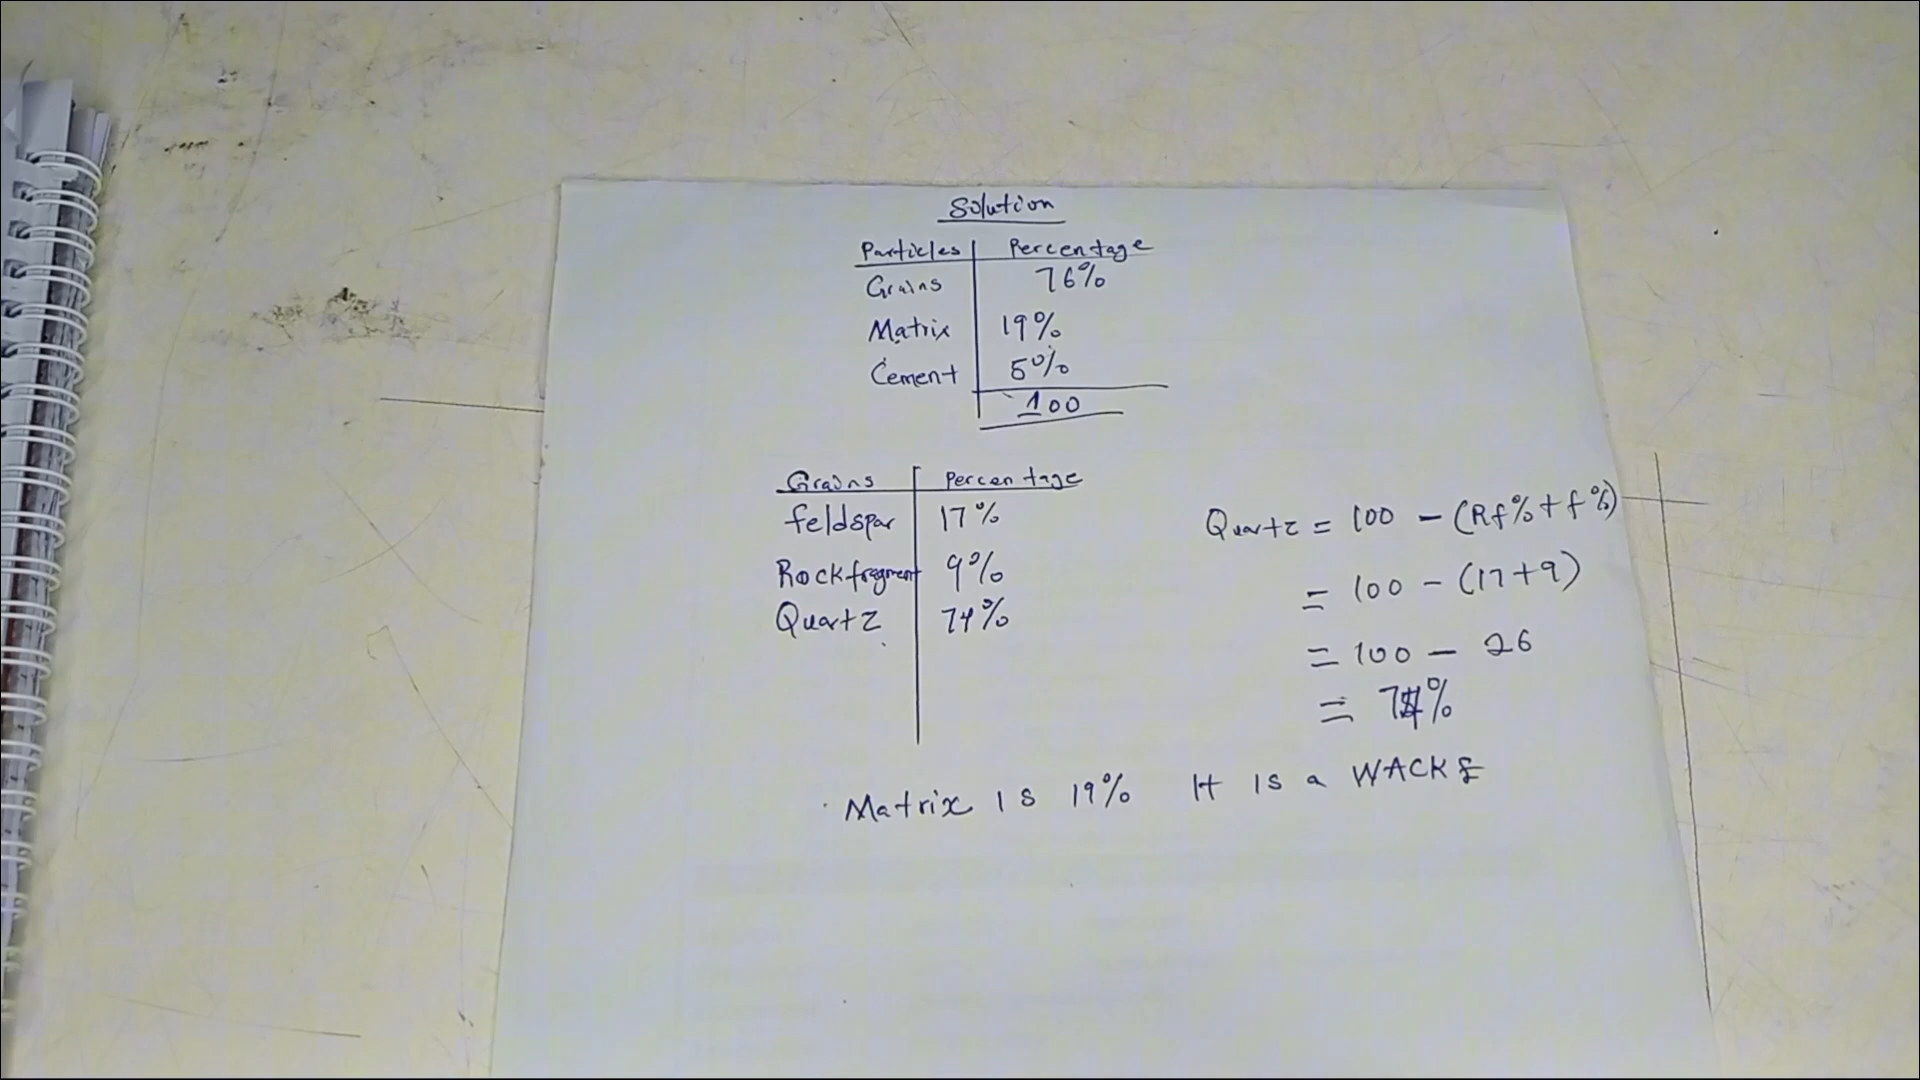 Solution
Particles Percentage
Grains 76%
Matrix 19%
Cement 5%
100
Grains Percentage
feldspar 17%
Rockfragment 9%
Quartz 74%
Quartz = 100 - (Rf% + f%)
= 100 - (17+9)
= 100 - 26
= 74%
Matrix is 19% It is a WACKE